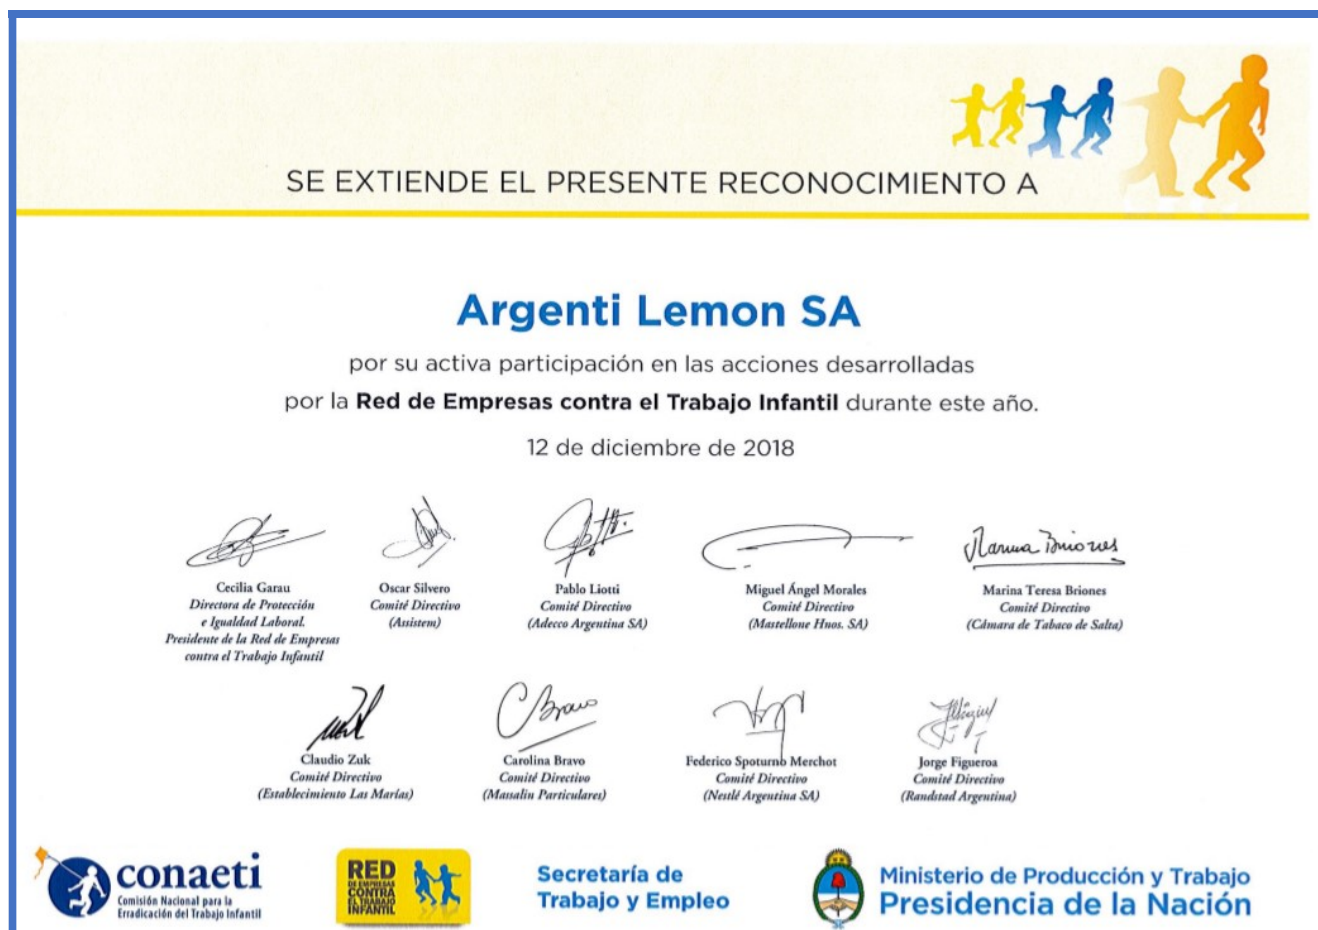 SE EXTIENDE EL PRESENTE RECONOCIMIENTO A
Argenti Lemon SA
por su activa participación en las acciones desarrolladas
por la Red de Empresas contra el Trabajo Infantil durante este año.
12 de diciembre de 2018
Marina Briones
Cecilia Garau
Directora de Protección
e Igualdad Laboral.
Presidente de la Red de Empresas
contra el Trabajo Infantil
Oscar Silvero
Comité Directivo
(Assistem)
Pablo Liotti
Comité Directivo
(Adecco Argentina SA)
Miguel Ángel Morales
Comité Directivo
(Mastellone Hnos. SA)
Marina Teresa Briones
Comité Directivo
(Cámara de Tabaco de Salta)
C Bravo
Claudio Zuk
Comité Directivo
(Establecimiento Las Marías)
Carolina Bravo
Comité Directivo
(Massalin Particulares)
Federico Spoturno Merchot
Comité Directivo
(Nestlé Argentina SA)
Jorge Figueroa
Comité Directivo
(Randstad Argentina)
conaeti
Comisión Nacional para la
Erradicación del Trabajo Infantil
RED
DE EMPRESAS
CONTRA
EL TRABAJO
INFANTIL
Secretaría de
Trabajo y Empleo
Ministerio de Producción y Trabajo
Presidencia de la Nación